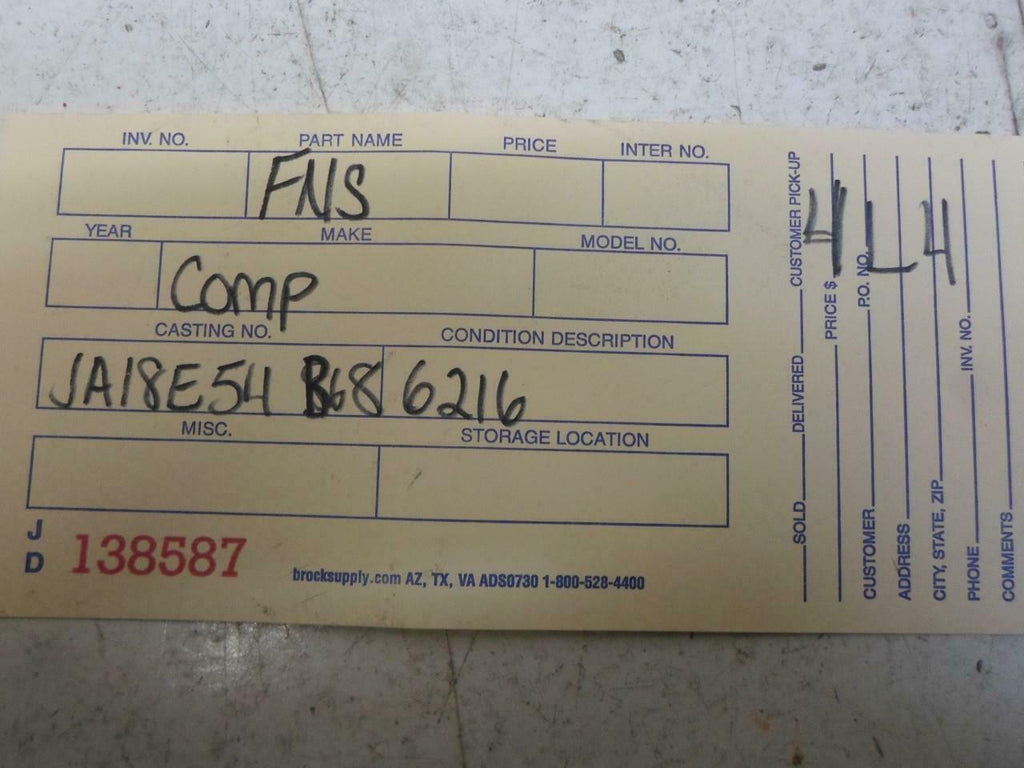 INV. NO. PART NAME PRICE INTER NO.
FNS
YEAR MAKE MODEL NO.
Comp
CASTING NO. CONDITION DESCRIPTION
JA18E54 B68 6216
MISC. STORAGE LOCATION
JD 138587
brocksupply.com AZ, TX, VA ADS0730 1-800-528-4400
SOLD DELIVERED CUSTOMER PICK-UP
PRICE $
CUSTOMER P.O. NO.
ADDRESS
CITY, STATE, ZIP
PHONE INV. NO.
COMMENTS
4L4